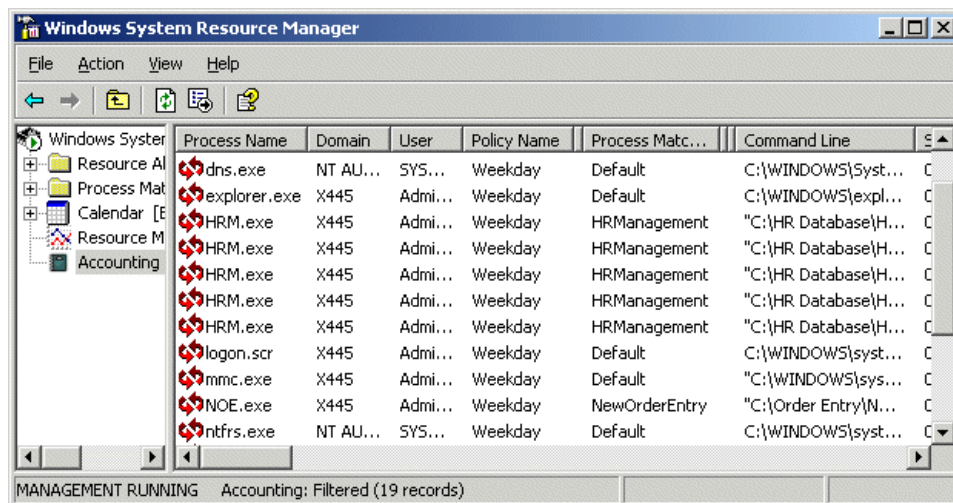 Windows System Resource Manager
File Action View Help
Windows Syster
Resource Al
Process Mat
Calendar [E
Resource M
Accounting
Process Name Domain User Policy Name Process Matc... Command Line S
dns.exe NT AU... SYS... Weekday Default C:\WINDOWS\Syst...
explorer.exe X445 Admi... Weekday Default C:\WINDOWS\expl...
HRM.exe X445 Admi... Weekday HRManagement "C:\HR Database\H...
HRM.exe X445 Admi... Weekday HRManagement "C:\HR Database\H...
HRM.exe X445 Admi... Weekday HRManagement "C:\HR Database\H...
HRM.exe X445 Admi... Weekday HRManagement "C:\HR Database\H...
HRM.exe X445 Admi... Weekday HRManagement "C:\HR Database\H...
logon.scr X445 Admi... Weekday Default C:\WINDOWS\syst...
mmc.exe X445 Admi... Weekday Default "C:\WINDOWS\sys...
NOE.exe X445 Admi... Weekday NewOrderEntry "C:\Order Entry\N...
ntfrs.exe NT AU... SYS... Weekday Default C:\WINDOWS\syst...
MANAGEMENT RUNNING Accounting: Filtered (19 records)